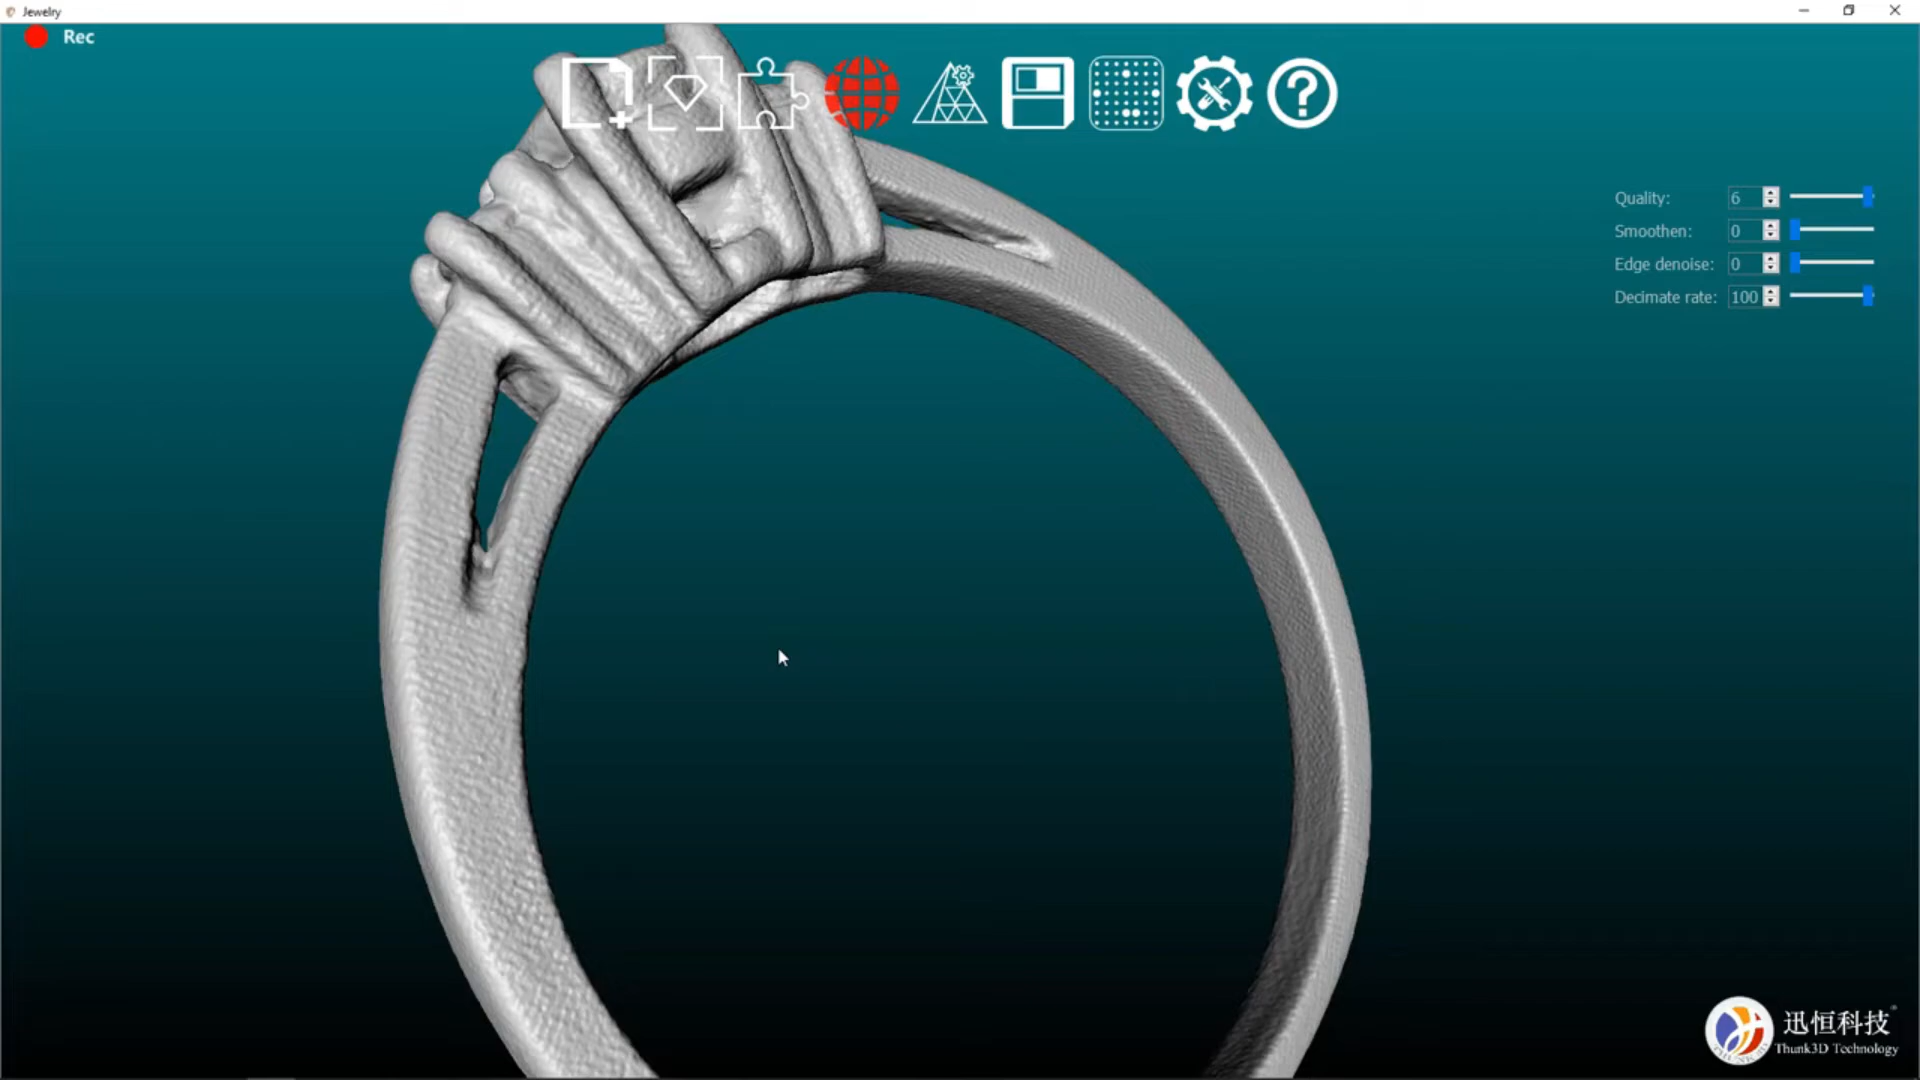 Jewelry
Rec
Quality: 6
Smoothen: 0
Edge denoise: 0
Decimate rate: 100
迅恒科技
Thunk3D Technology